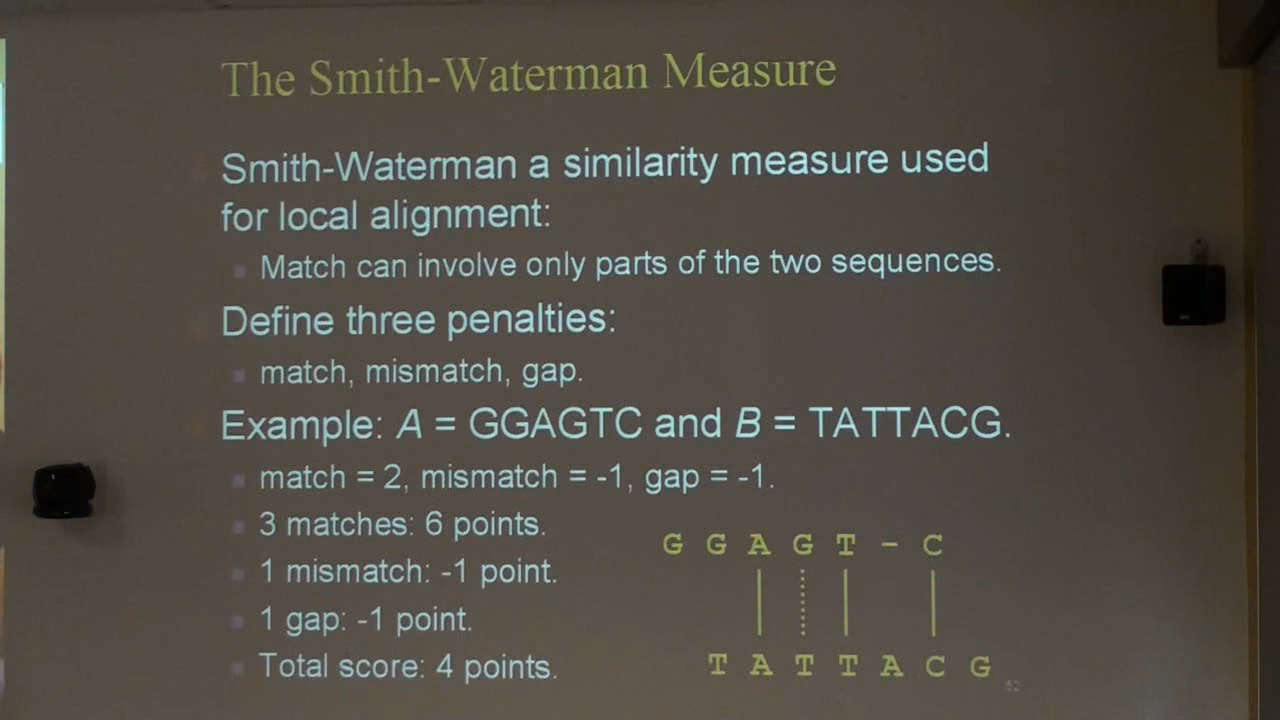 The Smith-Waterman Measure
Smith-Waterman a similarity measure used
for local alignment:
Match can involve only parts of the two sequences.
Define three penalties:
match, mismatch, gap.
Example: A = GGAGTC and B = TATTACG.
match = 2, mismatch = -1, gap = -1.
3 matches: 6 points.
1 mismatch: -1 point.
1 gap: -1 point.
Total score: 4 points.
G G A G T - C
T A T T A C G